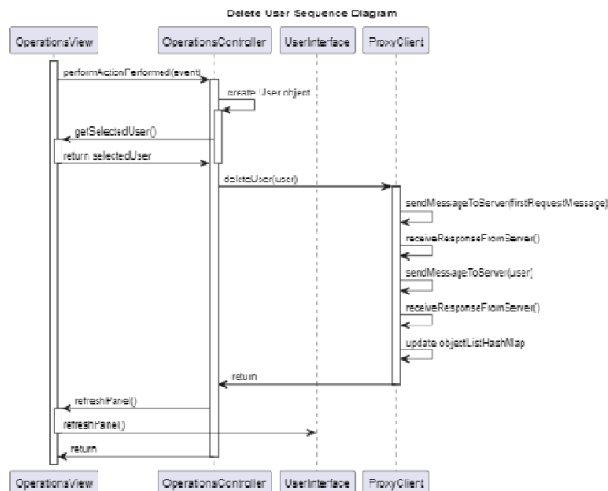 Delete User Sequence Diagram
OperationsView OperationsController UserInterface ProxyClient
performActionPerformed(event)
create User object
getSelectedUser()
return selectedUser
deleteUser(user)
sendMessageToServer(firstRequestMessage)
receiveResponseFromServer()
sendMessageToServer(user)
receiveResponseFromServer()
update objectListHashMap
return
refreshPanel()
refreshPanel()
return
OperationsView OperationsController UserInterface ProxyClient